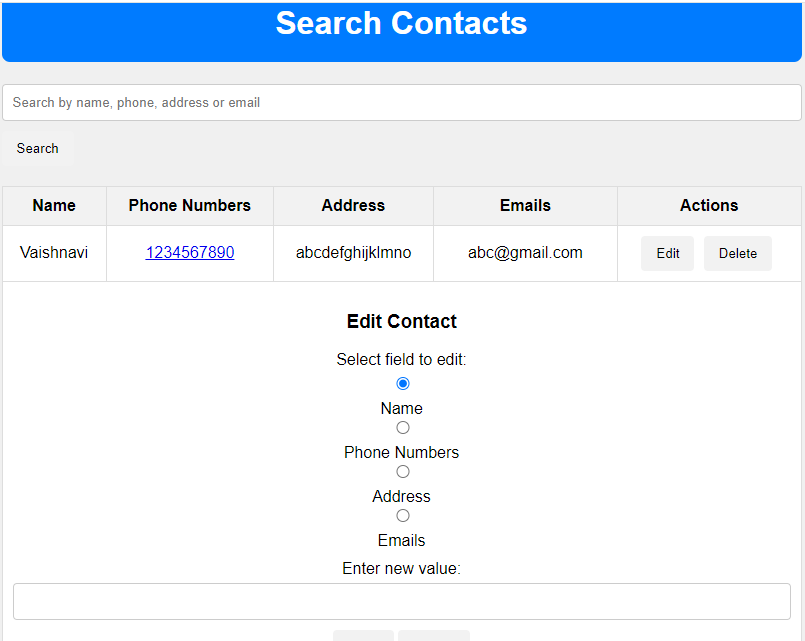 Search Contacts
Search by name, phone, address or email
Search
Name Phone Numbers Address Emails Actions
Vaishnavi 1234567890 abcdefghijklmno abc@gmail.com Edit Delete
Edit Contact
Select field to edit:
Name
Phone Numbers
Address
Emails
Enter new value: